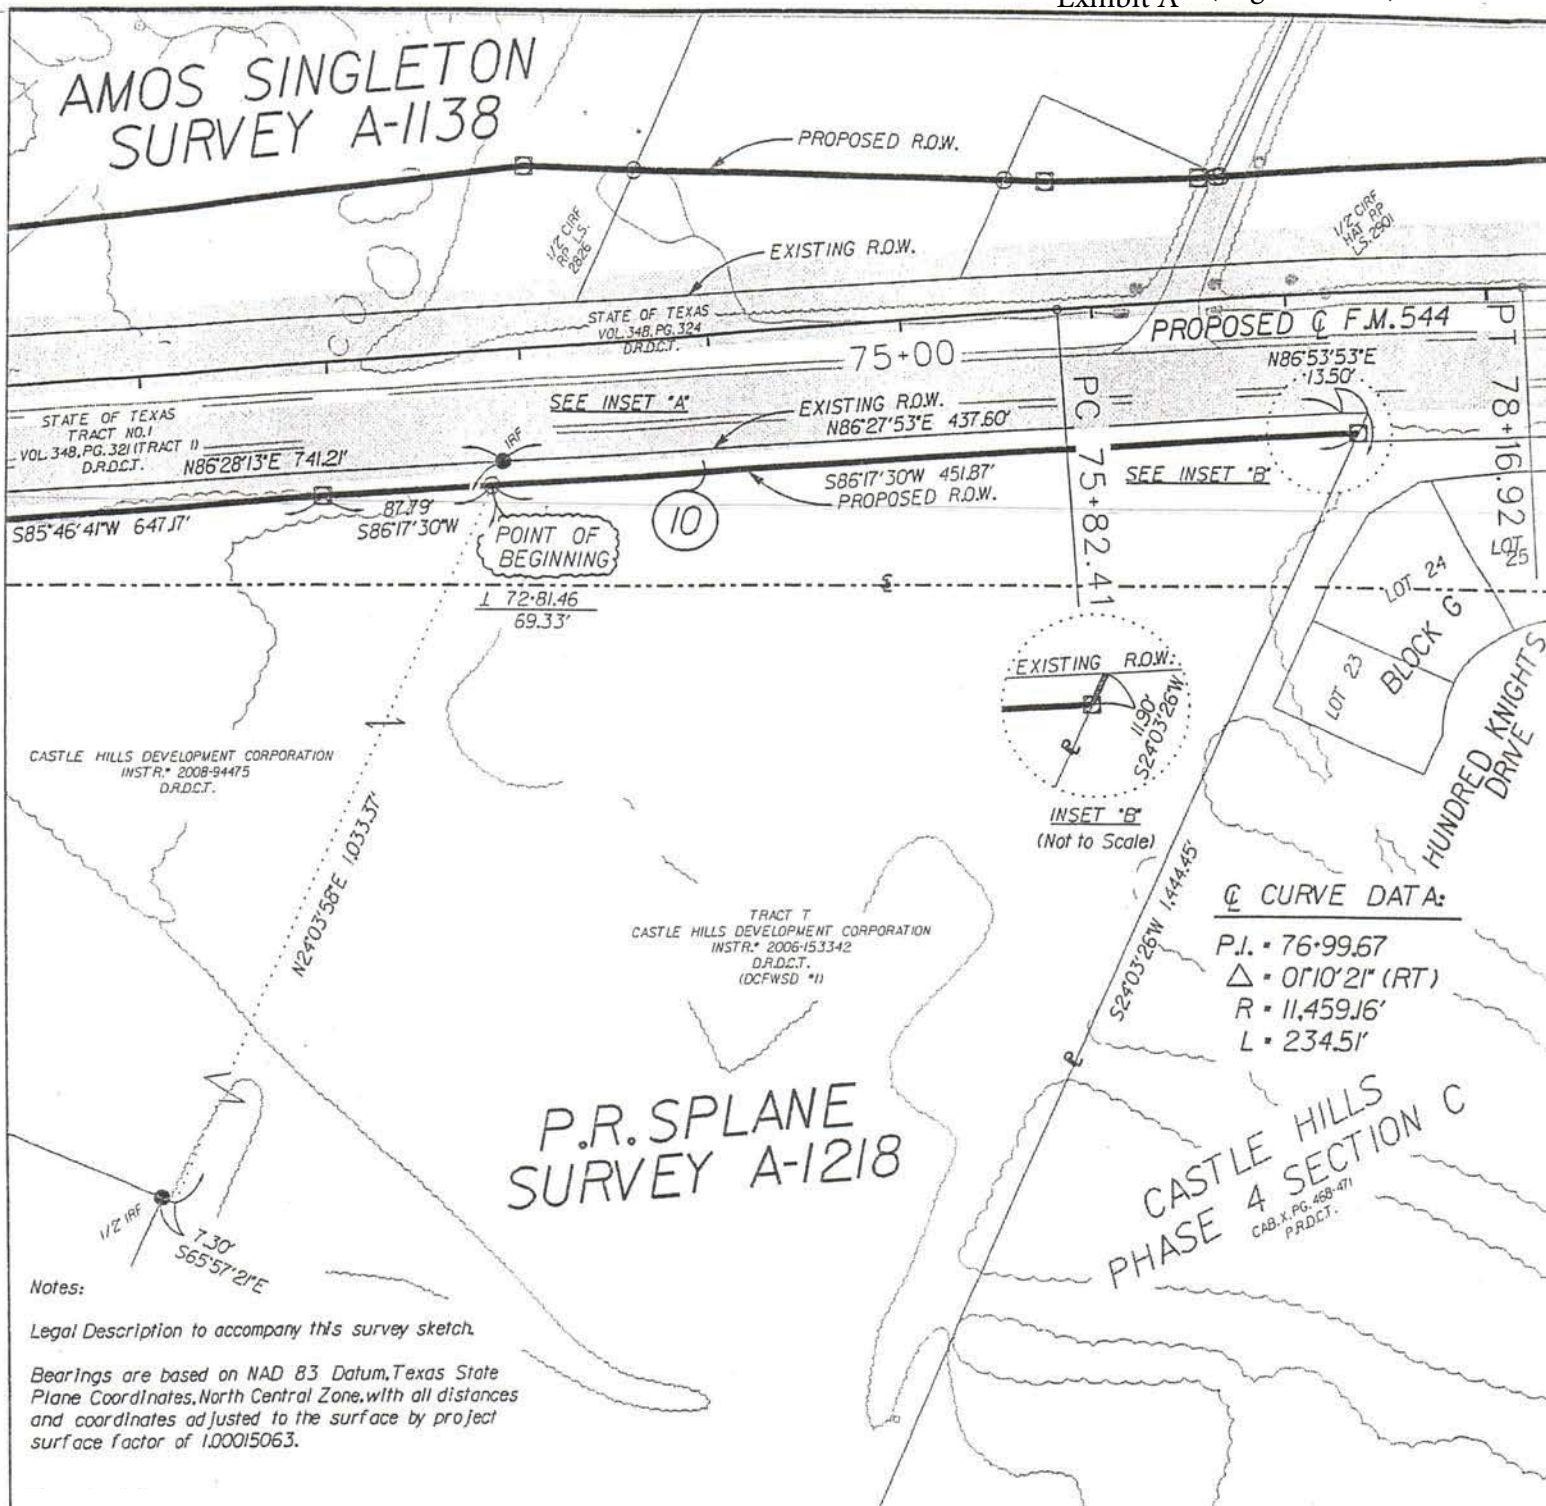 Exhibit A
AMOS SINGLETON
SURVEY A-1138
PROPOSED R.O.W.
1/2" CIRF
RPS LS.
2826
1/2" CIRF
HAT RP
LS. 2901
EXISTING R.O.W.
STATE OF TEXAS
VOL. 348, PG. 324
D.R.D.C.T.
75+00
PROPOSED ℄ F.M. 544
N86°53'53"E
13.50'
PT 78+16.92
PC 75+82.41
STATE OF TEXAS
TRACT NO. 1
VOL. 348, PG. 321 (TRACT 1)
D.R.D.C.T.
N86°28'13"E 741.21'
SEE INSET "A"
IRF
EXISTING R.O.W.
N86°27'53"E 437.60'
SEE INSET "B"
S86°17'30"W 451.87'
PROPOSED R.O.W.
S85°46'41"W 647.17'
87.79'
S86°17'30"W
POINT OF
BEGINNING
10
⊥ 72+81.46
69.33'
℄
LOT 25
LOT 24
BLOCK G
LOT 23
HUNDRED KNIGHTS
DRIVE
EXISTING R.O.W.
11.90'
S24°03'26"W
INSET "B"
(Not to Scale)
CASTLE HILLS DEVELOPMENT CORPORATION
INSTR.# 2008-94475
D.R.D.C.T.
N24°03'58"E 1,033.37'
TRACT T
CASTLE HILLS DEVELOPMENT CORPORATION
INSTR.# 2006-153342
D.R.D.C.T.
(DCFWSD #1)
S24°03'26"W 1,444.45'
℄ CURVE DATA:
P.I. = 76+99.67
△ = 01°10'21" (RT)
R = 11,459.16'
L = 234.51'
P.R. SPLANE
SURVEY A-1218
CASTLE HILLS
PHASE 4 SECTION C
CAB. X, PG. 468-471
P.R.D.C.T.
1/2" IRF
7.30'
S65°57'21"E
Notes:
Legal Description to accompany this survey sketch.
Bearings are based on NAD 83 Datum, Texas State
Plane Coordinates, North Central Zone, with all distances
and coordinates adjusted to the surface by project
surface factor of 1.00015063.